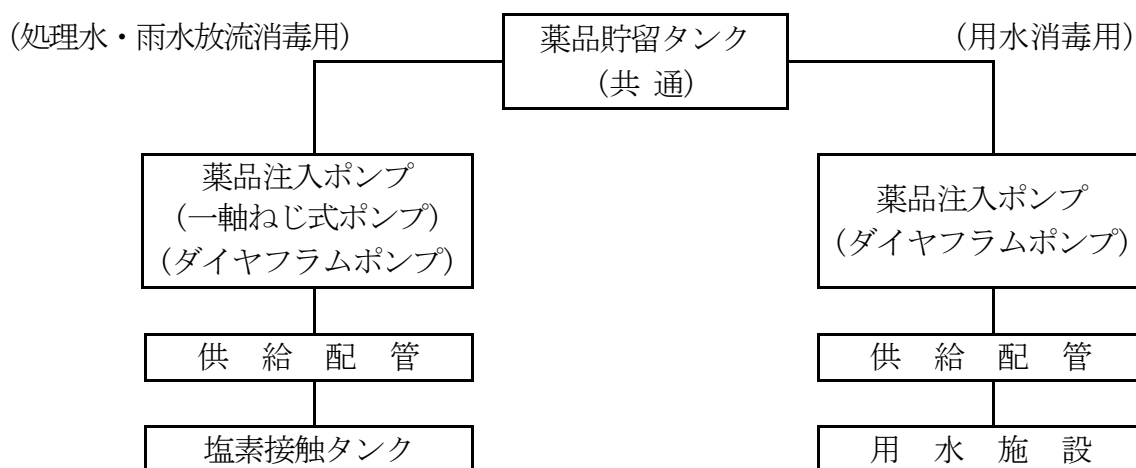 (処理水・雨水放流消毒用)
薬品貯留タンク
(共 通)
(用水消毒用)
薬品注入ポンプ
(一軸ねじ式ポンプ)
(ダイヤフラムポンプ)
薬品注入ポンプ
(ダイヤフラムポンプ)
供 給 配 管
供 給 配 管
塩素接触タンク
用 水 施 設